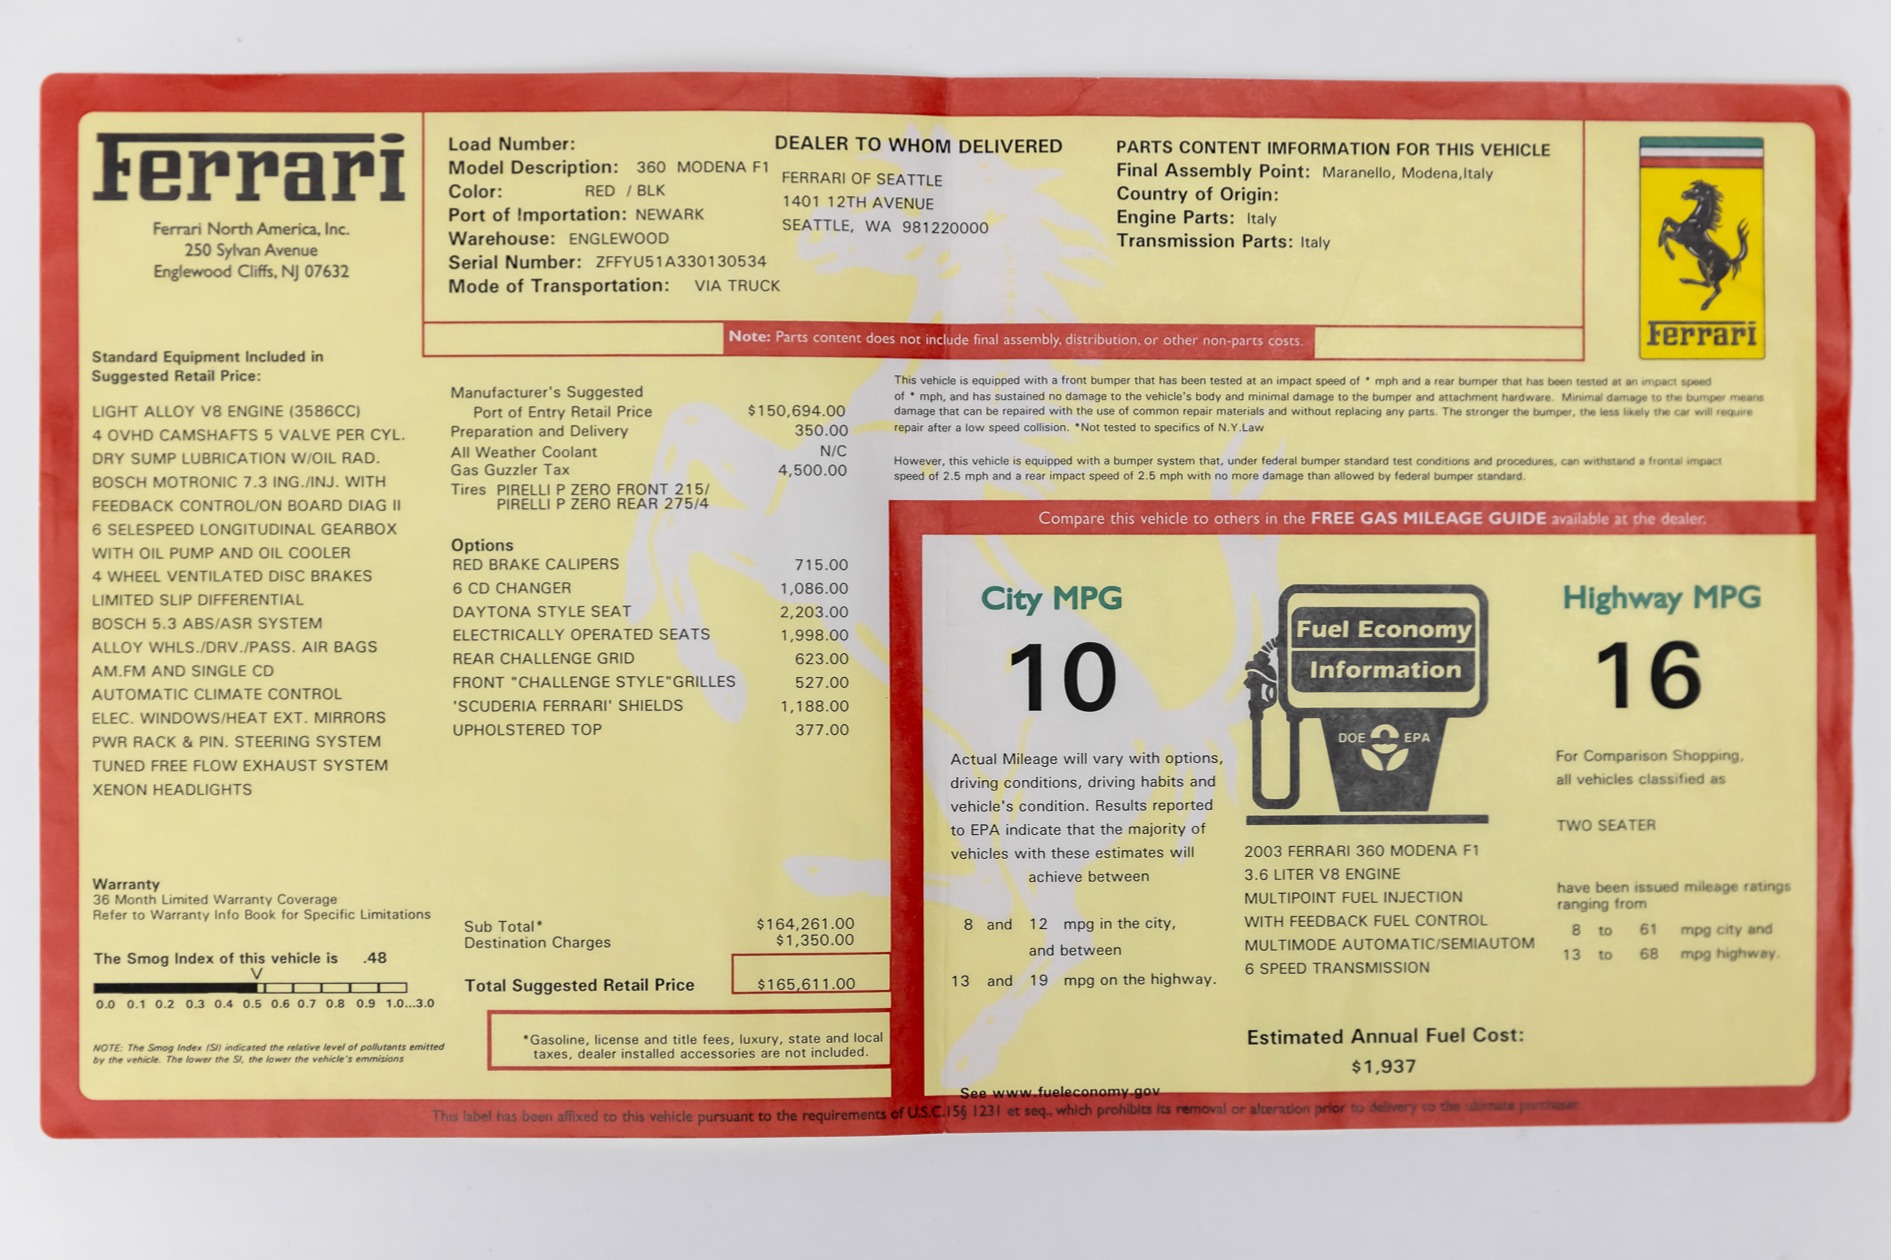 Ferrari
Ferrari North America, Inc.
250 Sylvan Avenue
Englewood Cliffs, NJ 07632
Load Number:
Model Description: 360 MODENA F1
Color: RED / BLK
Port of Importation: NEWARK
Warehouse: ENGLEWOOD
Serial Number: ZFFYU51A330130534
Mode of Transportation: VIA TRUCK
DEALER TO WHOM DELIVERED
FERRARI OF SEATTLE
1401 12TH AVENUE
SEATTLE, WA 981220000
PARTS CONTENT IMFORMATION FOR THIS VEHICLE
Final Assembly Point: Maranello, Modena,Italy
Country of Origin:
Engine Parts: Italy
Transmission Parts: Italy
Ferrari
Note: Parts content does not include final assembly, distribution, or other non-parts costs.
Standard Equipment Included in
Suggested Retail Price:
LIGHT ALLOY V8 ENGINE (3586CC)
4 OVHD CAMSHAFTS 5 VALVE PER CYL.
DRY SUMP LUBRICATION W/OIL RAD.
BOSCH MOTRONIC 7.3 ING./INJ. WITH
FEEDBACK CONTROL/ON BOARD DIAG II
6 SELESPEED LONGITUDINAL GEARBOX
WITH OIL PUMP AND OIL COOLER
4 WHEEL VENTILATED DISC BRAKES
LIMITED SLIP DIFFERENTIAL
BOSCH 5.3 ABS/ASR SYSTEM
ALLOY WHLS./DRV./PASS. AIR BAGS
AM.FM AND SINGLE CD
AUTOMATIC CLIMATE CONTROL
ELEC. WINDOWS/HEAT EXT. MIRRORS
PWR RACK & PIN. STEERING SYSTEM
TUNED FREE FLOW EXHAUST SYSTEM
XENON HEADLIGHTS
Warranty
36 Month Limited Warranty Coverage
Refer to Warranty Info Book for Specific Limitations
The Smog Index of this vehicle is .48
V
0.0 0.1 0.2 0.3 0.4 0.5 0.6 0.7 0.8 0.9 1.0...3.0
NOTE: The Smog Index (SI) indicated the relative level of pollutants emitted
by the vehicle. The lower the SI, the lower the vehicle's emmisions
Manufacturer's Suggested
Port of Entry Retail Price $150,694.00
Preparation and Delivery 350.00
All Weather Coolant N/C
Gas Guzzler Tax 4,500.00
Tires PIRELLI P ZERO FRONT 215/
PIRELLI P ZERO REAR 275/4
Options
RED BRAKE CALIPERS 715.00
6 CD CHANGER 1,086.00
DAYTONA STYLE SEAT 2,203.00
ELECTRICALLY OPERATED SEATS 1,998.00
REAR CHALLENGE GRID 623.00
FRONT "CHALLENGE STYLE"GRILLES 527.00
'SCUDERIA FERRARI' SHIELDS 1,188.00
UPHOLSTERED TOP 377.00
Sub Total* $164,261.00
Destination Charges $1,350.00
Total Suggested Retail Price $165,611.00
*Gasoline, license and title fees, luxury, state and local
taxes, dealer installed accessories are not included.
This vehicle is equipped with a front bumper that has been tested at an impact speed of * mph and a rear bumper that has been tested at an impact speed
of * mph, and has sustained no damage to the vehicle's body and minimal damage to the bumper and attachment hardware. Minimal damage to the bumper means
damage that can be repaired with the use of common repair materials and without replacing any parts. The stronger the bumper, the less likely the car will require
repair after a low speed collision. *Not tested to specifics of N.Y.Law
However, this vehicle is equipped with a bumper system that, under federal bumper standard test conditions and procedures, can withstand a frontal impact
speed of 2.5 mph and a rear impact speed of 2.5 mph with no more damage than allowed by federal bumper standard.
Compare this vehicle to others in the FREE GAS MILEAGE GUIDE available at the dealer.
City MPG
10
Actual Mileage will vary with options,
driving conditions, driving habits and
vehicle's condition. Results reported
to EPA indicate that the majority of
vehicles with these estimates will
achieve between
8 and 12 mpg in the city,
and between
13 and 19 mpg on the highway.
See www.fueleconomy.gov
Fuel Economy
Information
DOE EPA
2003 FERRARI 360 MODENA F1
3.6 LITER V8 ENGINE
MULTIPOINT FUEL INJECTION
WITH FEEDBACK FUEL CONTROL
MULTIMODE AUTOMATIC/SEMIAUTOM
6 SPEED TRANSMISSION
Estimated Annual Fuel Cost:
$1,937
Highway MPG
16
For Comparison Shopping,
all vehicles classified as
TWO SEATER
have been issued mileage ratings
ranging from
8 to 61 mpg city and
13 to 68 mpg highway.
This label has been affixed to this vehicle pursuant to the requirements of U.S.C.15§ 1231 et seq., which prohibits its removal or alteration prior to delivery to the ultimate purchaser.